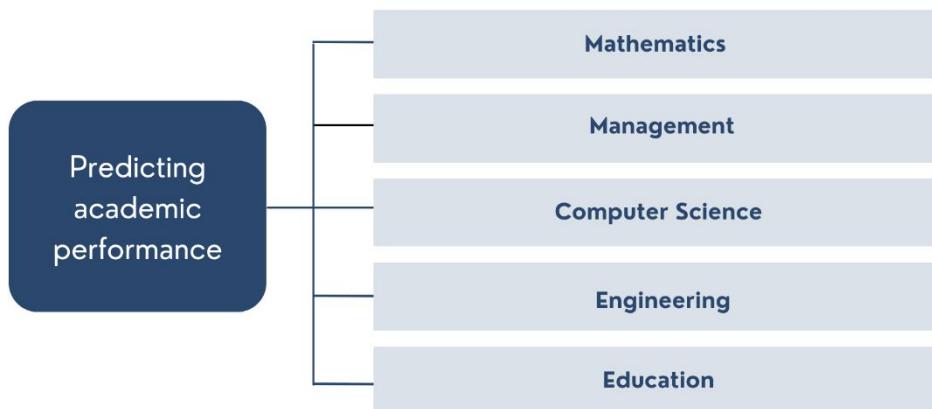 Predicting
academic
performance
Mathematics
Management
Computer Science
Engineering
Education